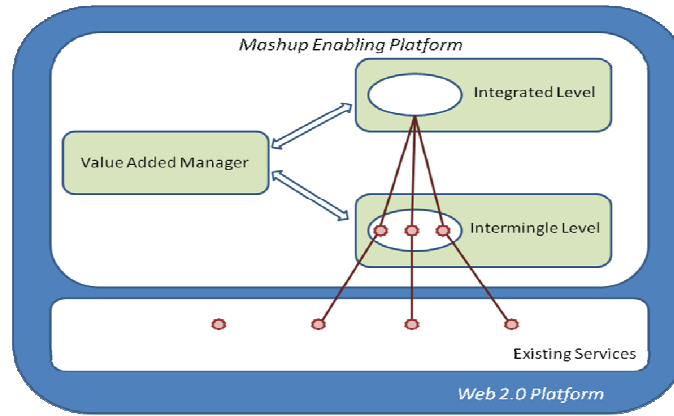 Mashup Enabling Platform
Integrated Level
Value Added Manager
Intermingle Level
Existing Services
Web 2.0 Platform